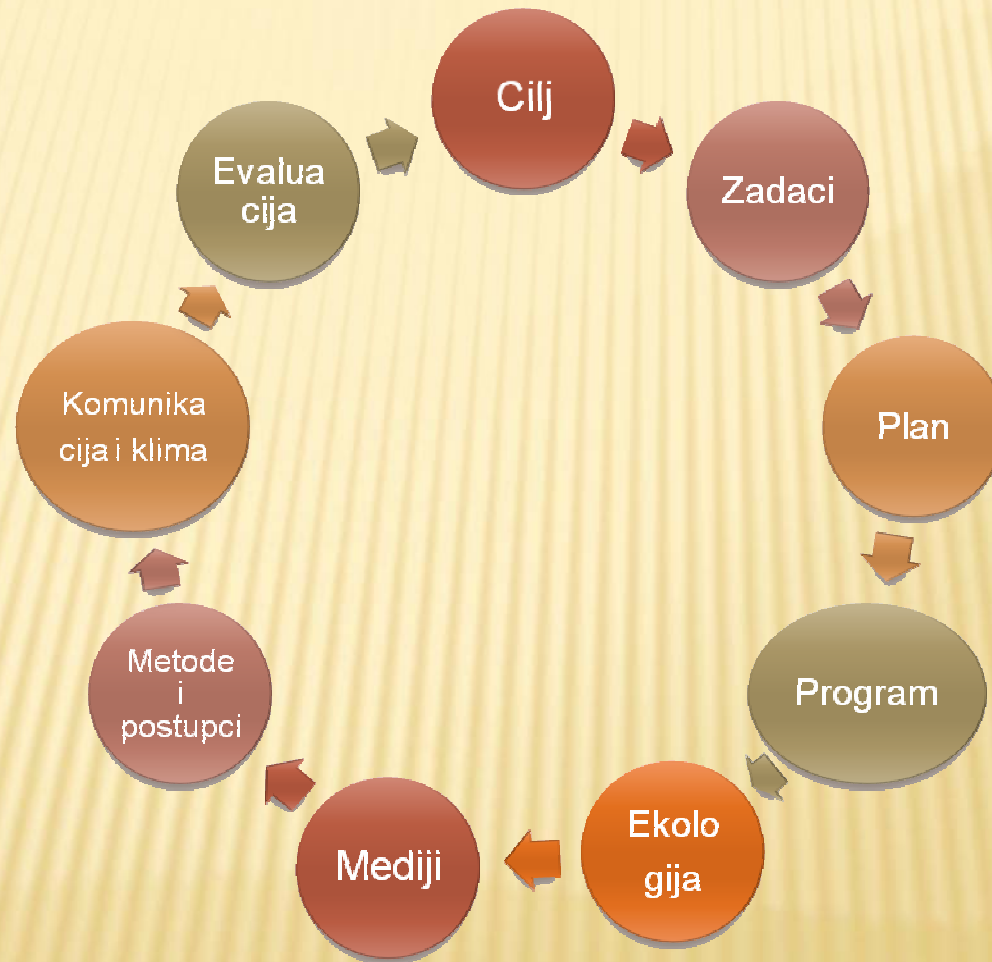 Cilj
Zadaci
Plan
Program
Ekolo
gija
Mediji
Metode
i
postupci
Komunika
cija i klima
Evalua
cija